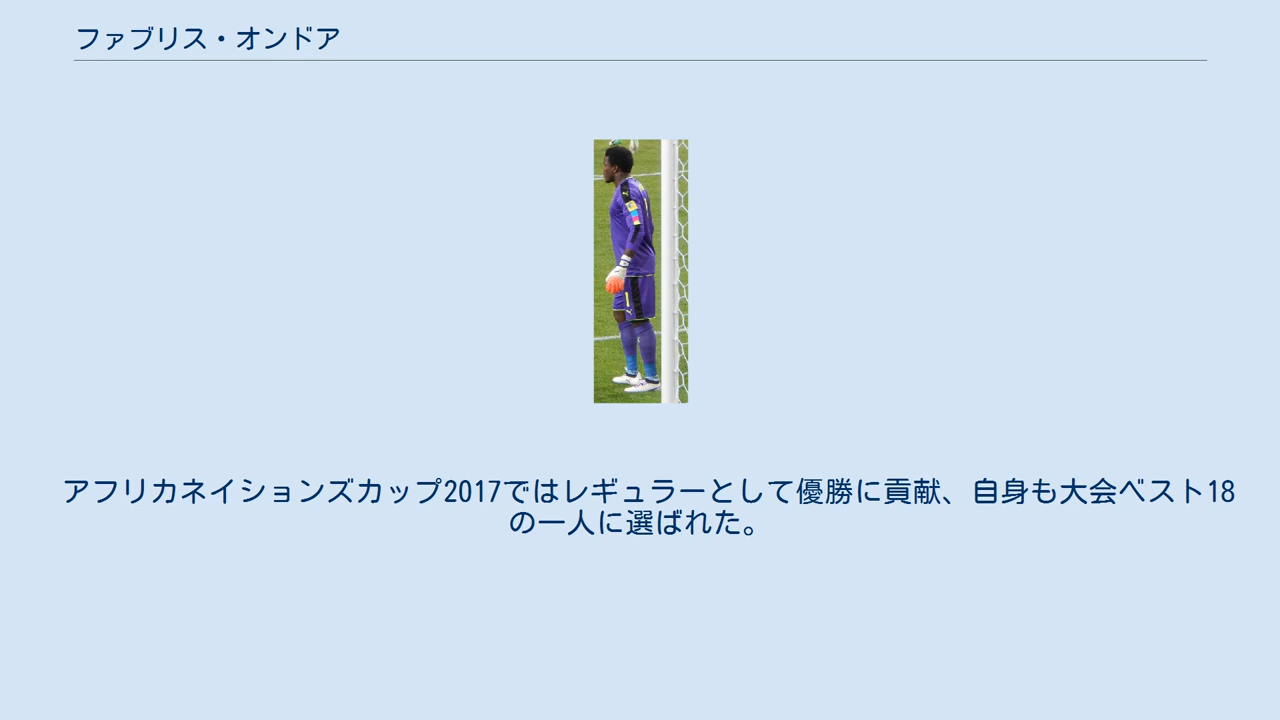 ファブリス・オンドア
アフリカネイションズカップ2017ではレギュラーとして優勝に貢献、自身も大会ベスト18
の一人に選ばれた。